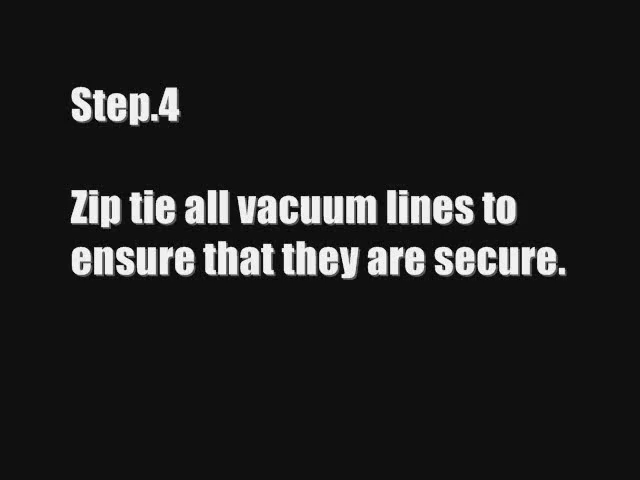 Step.4
Zip tie all vacuum lines to
ensure that they are secure.